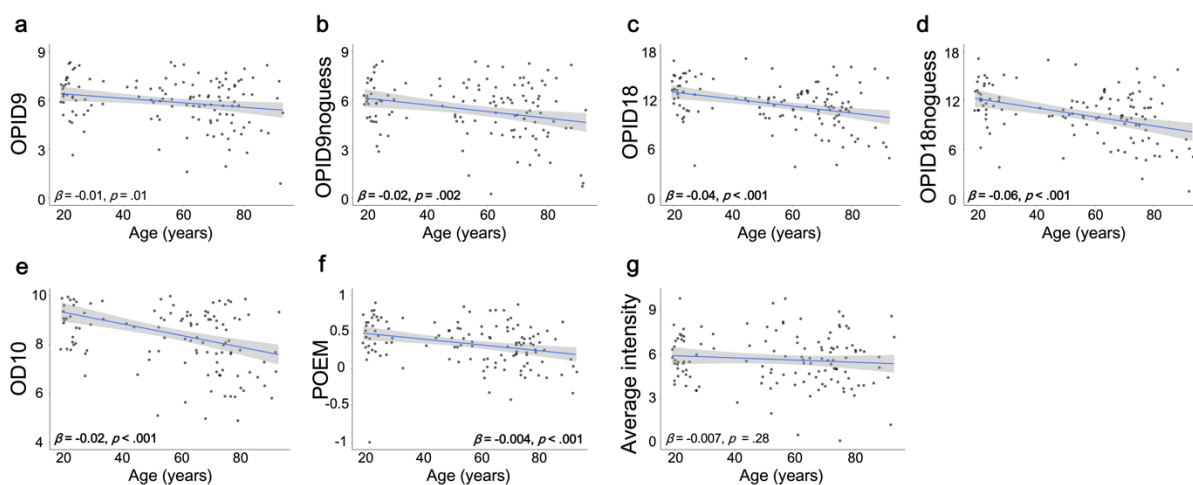 a
OPID9
9
6
3
0
β = -0.01, p = .01
20 40 60 80
Age (years)
b
OPID9noguess
9
6
3
0
β = -0.02, p = .002
20 40 60 80
Age (years)
c
OPID18
18
12
6
0
β = -0.04, p < .001
20 40 60 80
Age (years)
d
OPID18noguess
18
12
6
0
β = -0.06, p < .001
20 40 60 80
Age (years)
e
OD10
10
8
6
4
β = -0.02, p < .001
20 40 60 80
Age (years)
f
POEM
1
0.5
0
-0.5
-1
β = -0.004, p < .001
20 40 60 80
Age (years)
g
Average intensity
9
6
3
0
β = -0.007, p = .28
20 40 60 80
Age (years)